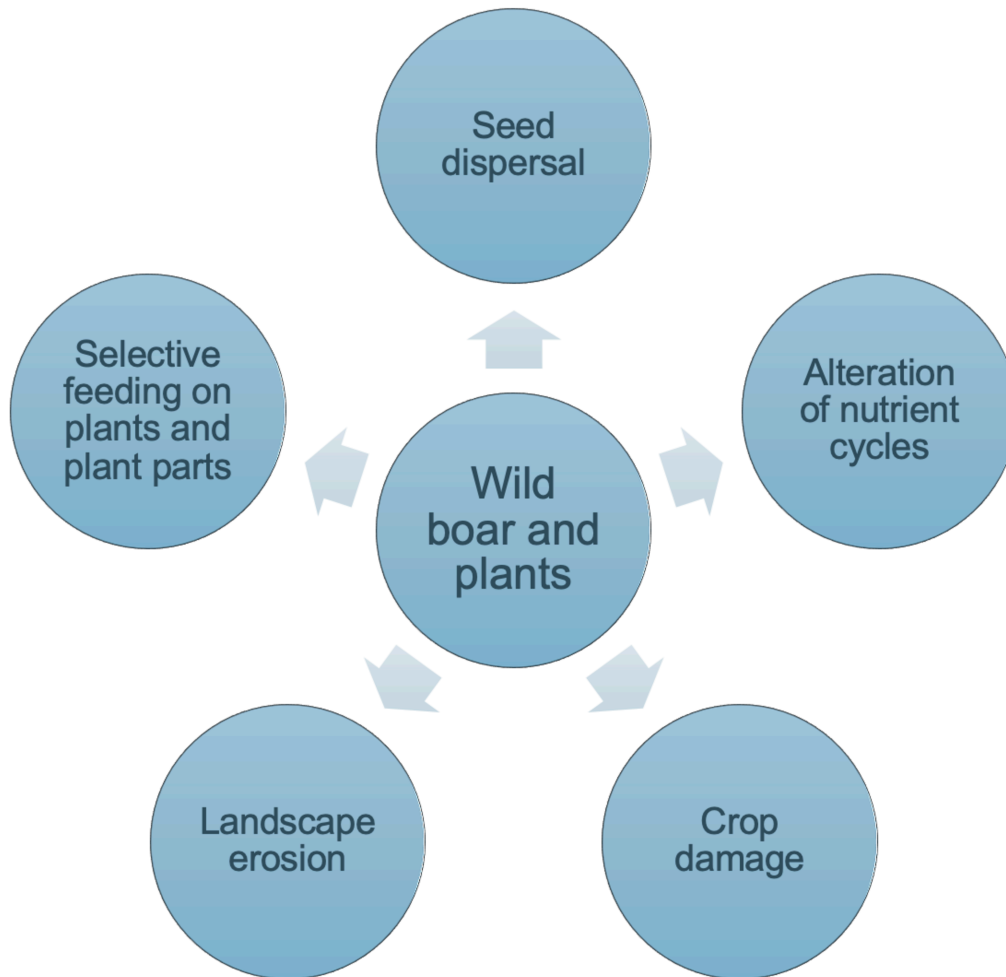 Seed
dispersal
Selective
feeding on
plants and
plant parts
Alteration
of nutrient
cycles
Wild
boar and
plants
Landscape
erosion
Crop
damage